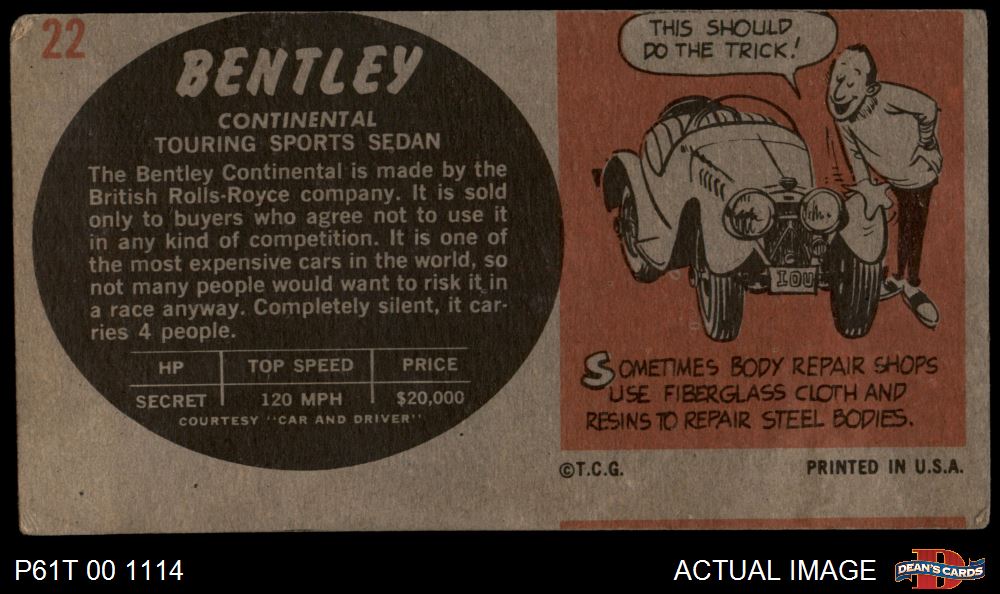 22
BENTLEY
CONTINENTAL
TOURING SPORTS SEDAN
The Bentley Continental is made by the
British Rolls-Royce company. It is sold
only to buyers who agree not to use it
in any kind of competition. It is one of
the most expensive cars in the world, so
not many people would want to risk it in
a race anyway. Completely silent, it car-
ries 4 people.
HP TOP SPEED PRICE
SECRET 120 MPH $20,000
COURTESY "CAR AND DRIVER"
THIS SHOULD
DO THE TRICK!
IOU
SOMETIMES BODY REPAIR SHOPS
USE FIBERGLASS CLOTH AND
RESINS TO REPAIR STEEL BODIES.
©T.C.G. PRINTED IN U.S.A.
P61T 00 1114 ACTUAL IMAGE
D
DEAN'S CARDS